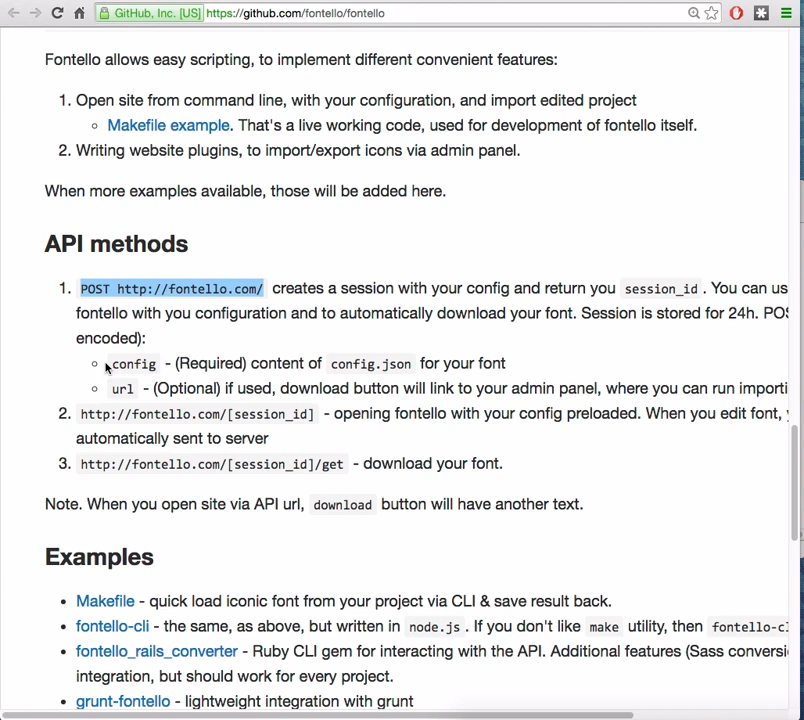 GitHub, Inc. [US] https://github.com/fontello/fontello
Fontello allows easy scripting, to implement different convenient features:
1. Open site from command line, with your configuration, and import edited project
Makefile example. That's a live working code, used for development of fontello itself.
2. Writing website plugins, to import/export icons via admin panel.
When more examples available, those will be added here.
API methods
1. POST http://fontello.com/ creates a session with your config and return you session_id. You can us
fontello with you configuration and to automatically download your font. Session is stored for 24h. POS
encoded):
config - (Required) content of config.json for your font
url - (Optional) if used, download button will link to your admin panel, where you can run importi
2. http://fontello.com/[session_id] - opening fontello with your config preloaded. When you edit font,
automatically sent to server
3. http://fontello.com/[session_id]/get - download your font.
Note. When you open site via API url, download button will have another text.
Examples
Makefile - quick load iconic font from your project via CLI & save result back.
fontello-cli - the same, as above, but written in node.js. If you don't like make utility, then fontello-cl
fontello_rails_converter - Ruby CLI gem for interacting with the API. Additional features (Sass conversi
integration, but should work for every project.
grunt-fontello - lightweight integration with grunt